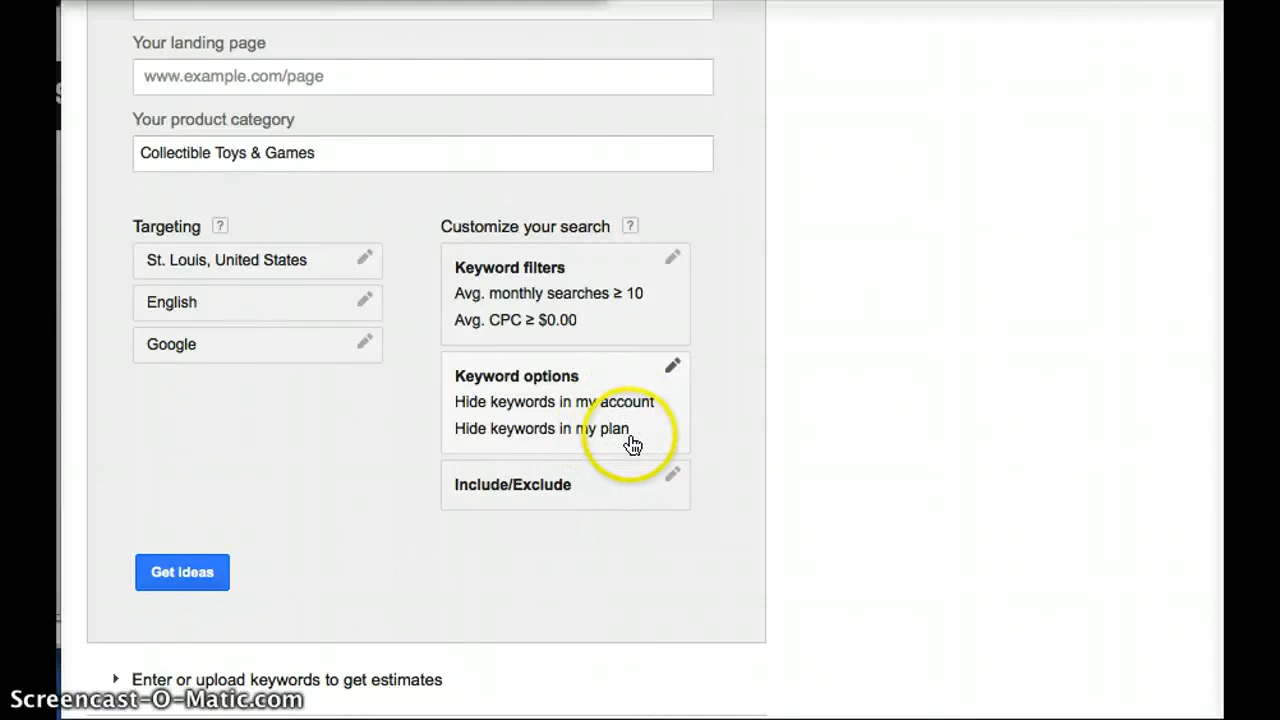 Your landing page
www.example.com/page
Your product category
Collectible Toys & Games
Targeting ?
St. Louis, United States
English
Google
Customize your search ?
Keyword filters
Avg. monthly searches ≥ 10
Avg. CPC ≥ $0.00
Keyword options
Hide keywords in my account
Hide keywords in my plan
Include/Exclude
Get Ideas
Enter or upload keywords to get estimates
Screencast-O-Matic.com